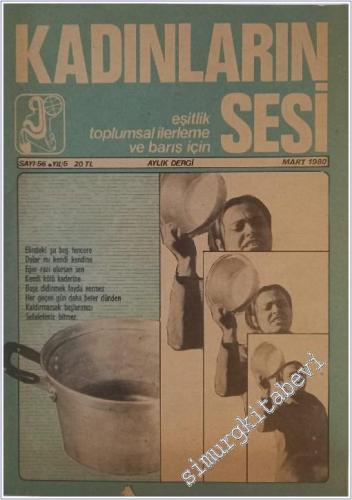 KADINLARIN
SESİ
eşitlik
toplumsal ilerleme
ve barış için
SAYI:56 • YIL:5 20 TL
AYLIK DERGİ
MART 1980
Elindeki şu boş tencere
Dolar mı kendi kendine
Eğer razı olursan sen
Kendi kötü kaderine
Boşa didinmek fayda vermez
Her geçen gün daha beter dünden
Kaldırmazsak başlarımızı
Sefaletimiz bitmez.
simurgkitabevi.com